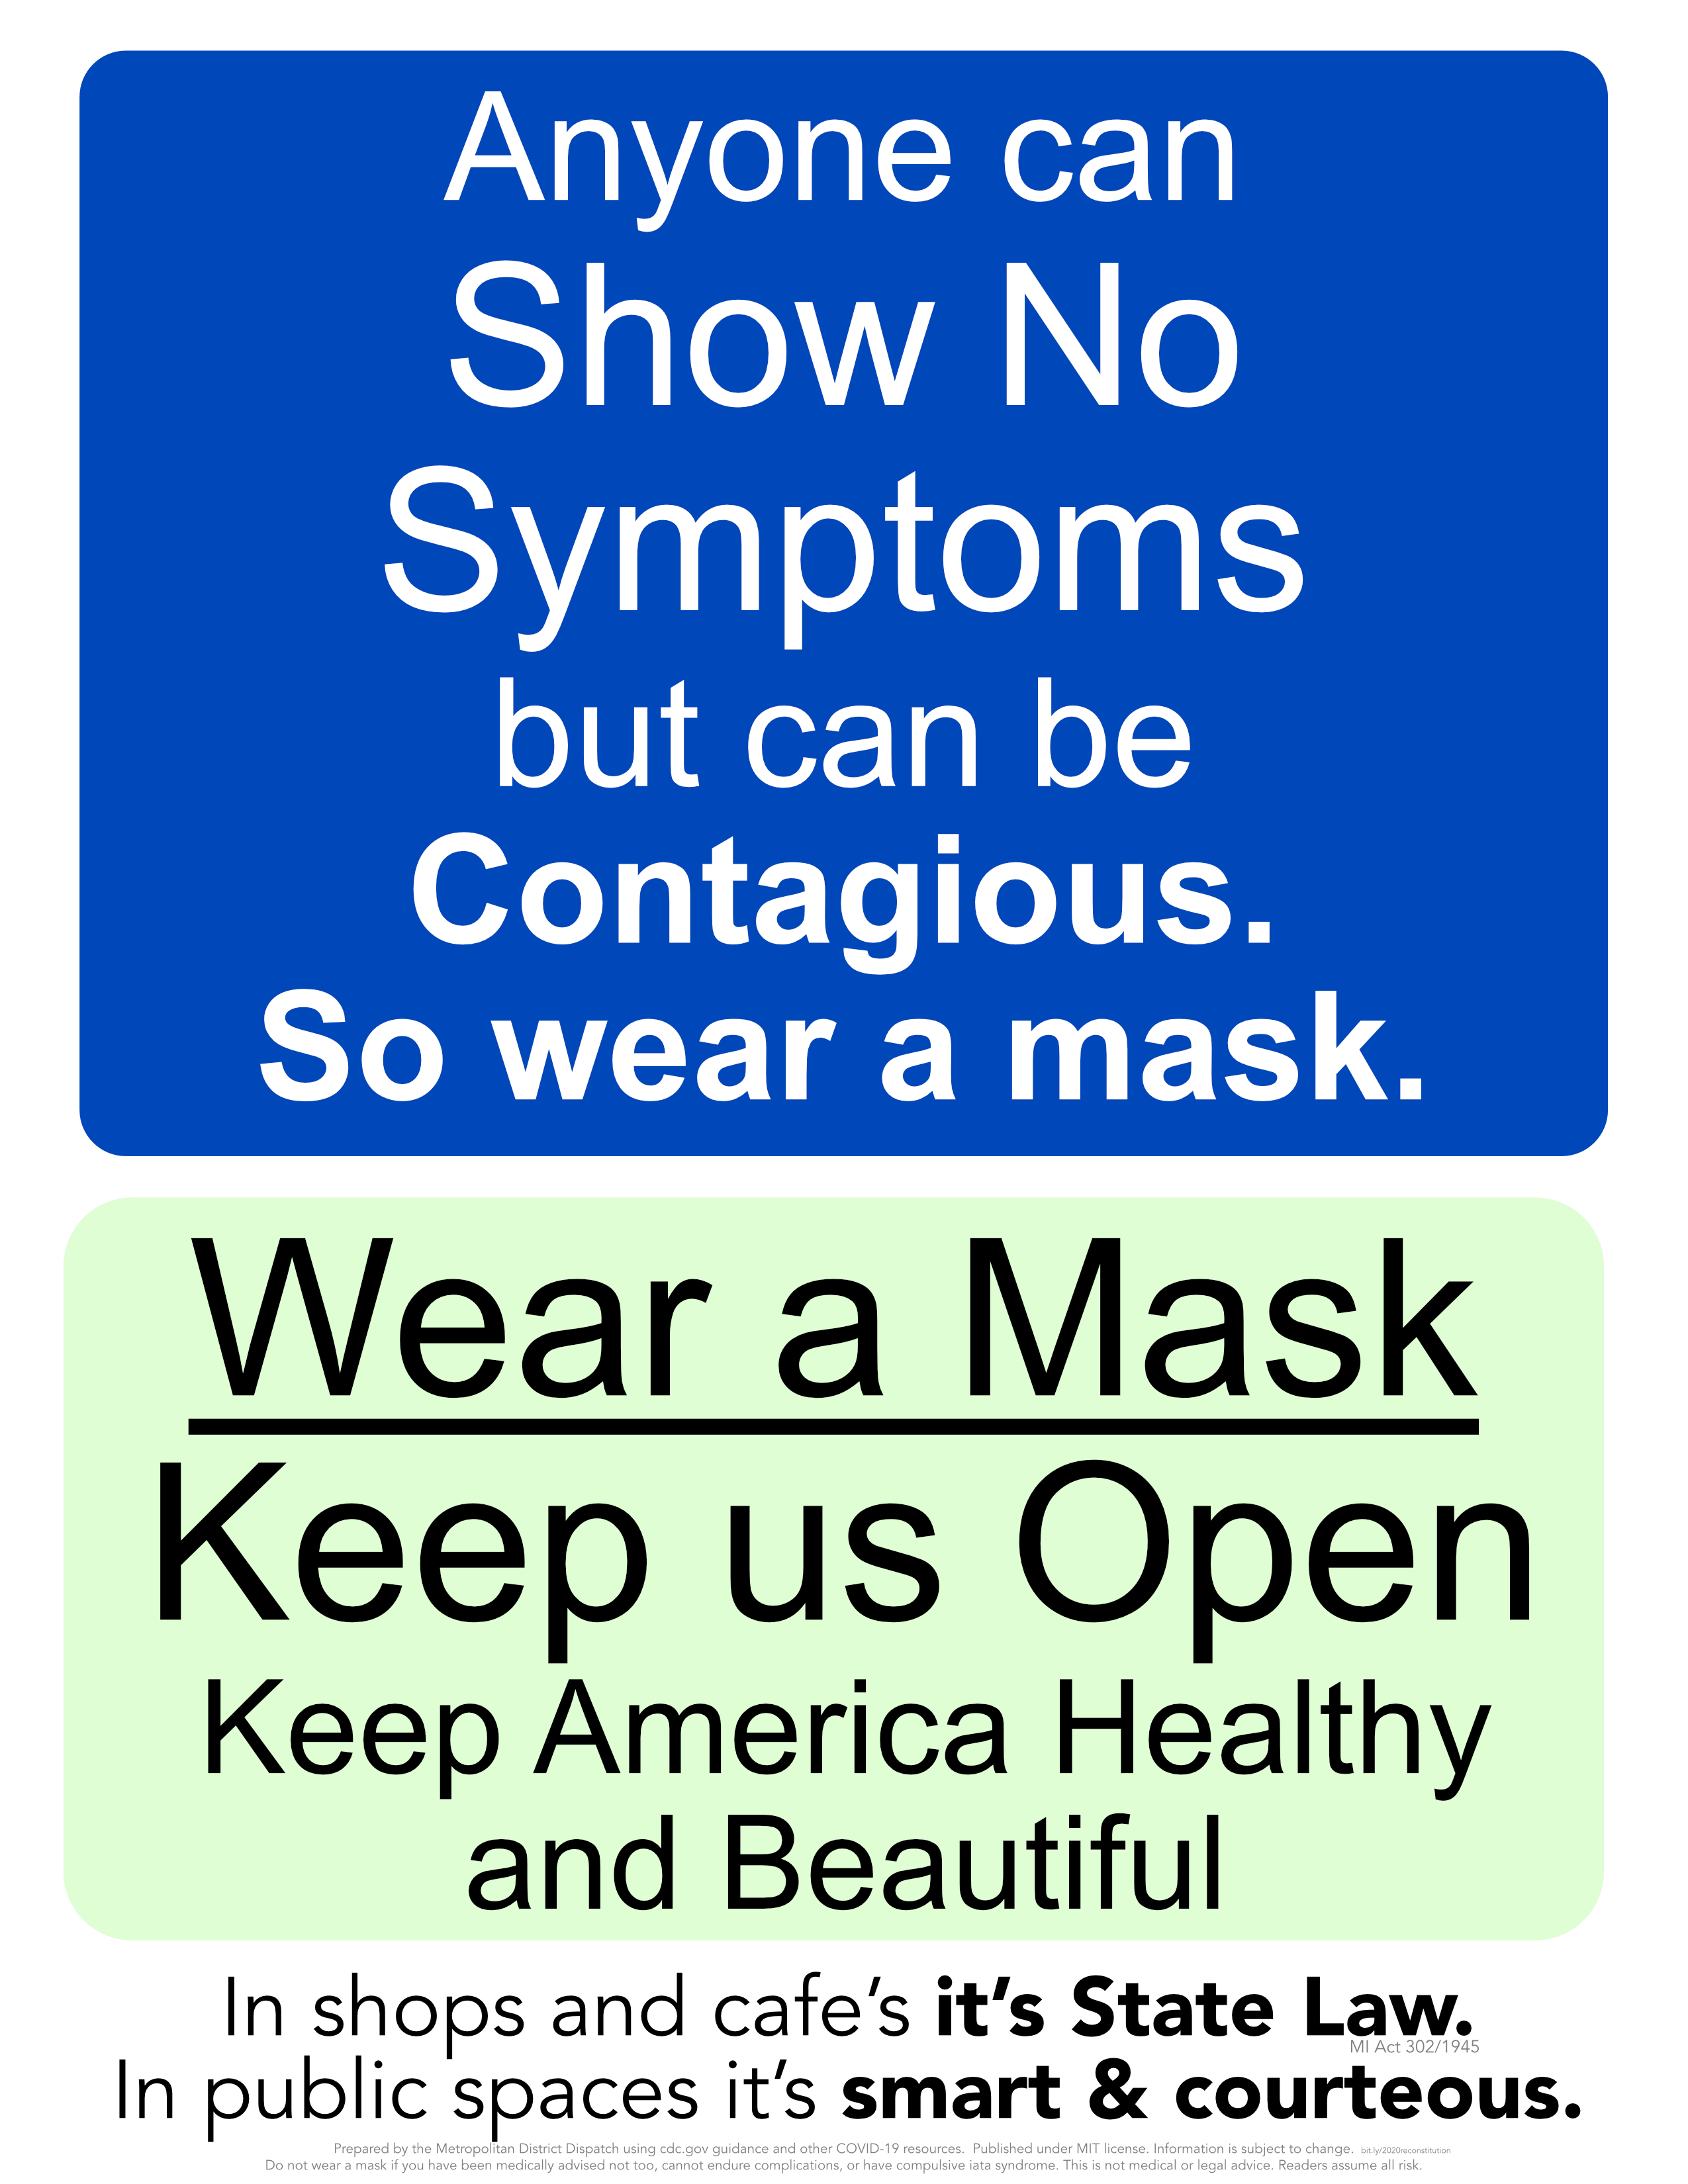 Anyone can
Show No
Symptoms
but can be
Contagious.
So wear a mask.
Wear a Mask
Keep us Open
Keep America Healthy
and Beautiful
In shops and cafe’s it’s State Law.
MI Act 302/1945
In public spaces it’s smart & courteous.
Prepared by the Metropolitan District Dispatch using cdc.gov guidance and other COVID-19 resources. Published under MIT license. Information is subject to change. bit.ly/2020reconstitution
Do not wear a mask if you have been medically advised not too, cannot endure complications, or have compulsive iata syndrome. This is not medical or legal advice. Readers assume all risk.